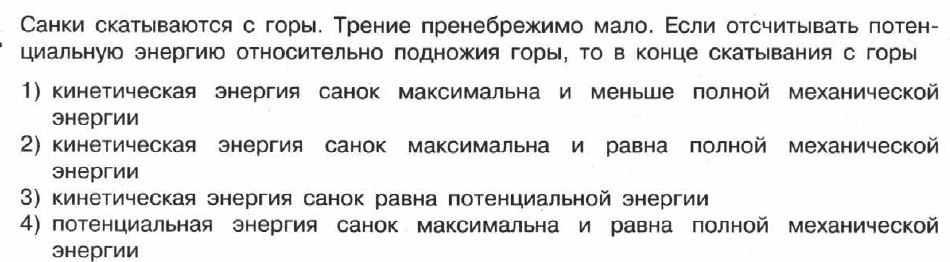 Санки скатываются с горы. Трение пренебрежимо мало. Если отсчитывать потен-
циальную энергию относительно подножия горы, то в конце скатывания с горы
1) кинетическая энергия санок максимальна и меньше полной механической
энергии
2) кинетическая энергия санок максимальна и равна полной механической
энергии
3) кинетическая энергия санок равна потенциальной энергии
4) потенциальная энергия санок максимальна и равна полной механической
энергии